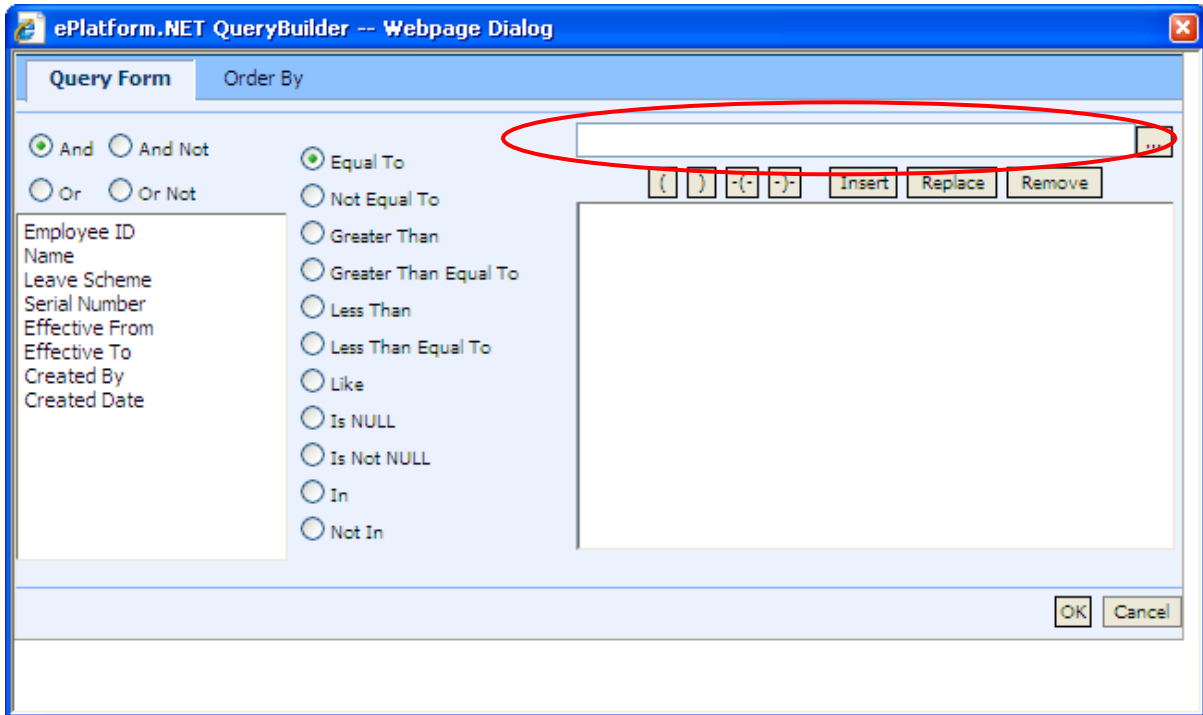 ePlatform.NET QueryBuilder -- Webpage Dialog
Query Form Order By
And And Not
Or Or Not
Employee ID
Name
Leave Scheme
Serial Number
Effective From
Effective To
Created By
Created Date
Equal To
Not Equal To
Greater Than
Greater Than Equal To
Less Than
Less Than Equal To
Like
Is NULL
Is Not NULL
In
Not In
...
( ) -(- -)- Insert Replace Remove
OK Cancel